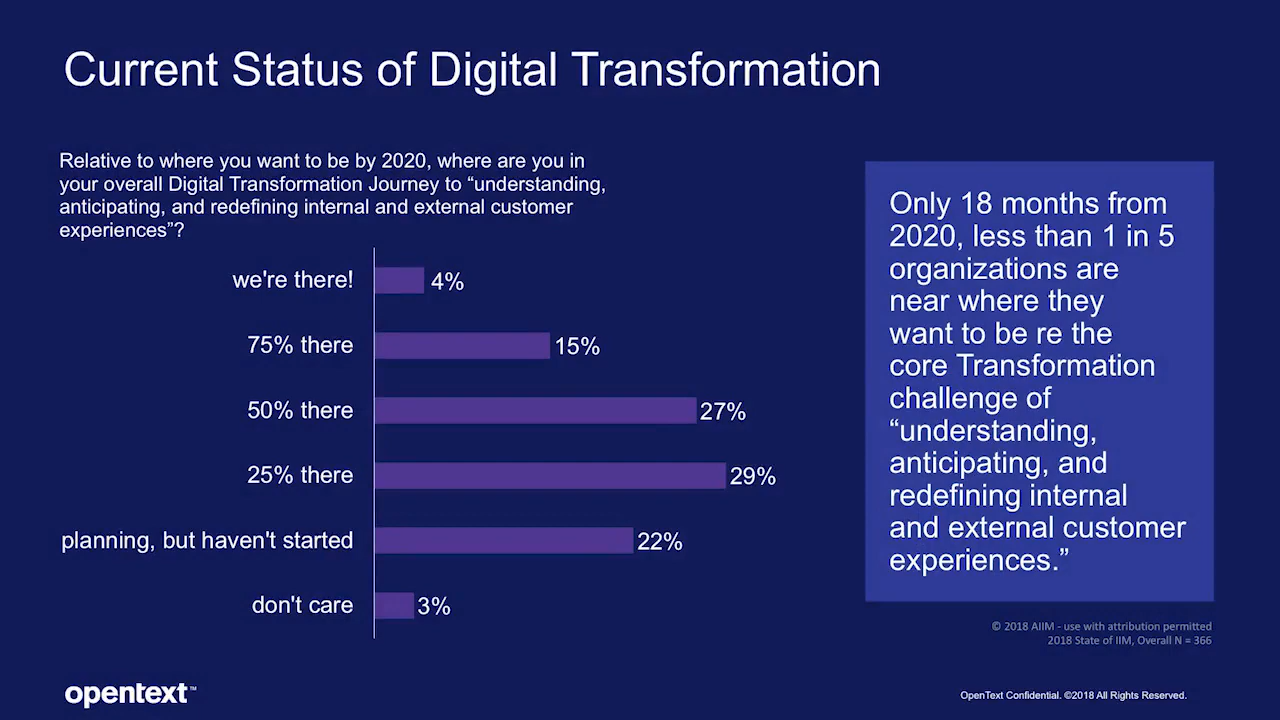 Current Status of Digital Transformation
Relative to where you want to be by 2020, where are you in
your overall Digital Transformation Journey to “understanding,
anticipating, and redefining internal and external customer
experiences”?
we're there!
4%
75% there
15%
50% there
27%
25% there
29%
planning, but haven't started
22%
don't care
3%
Only 18 months from
2020, less than 1 in 5
organizations are
near where they
want to be re the
core Transformation
challenge of
“understanding,
anticipating, and
redefining internal
and external customer
experiences.”
© 2018 AIIM - use with attribution permitted
2018 State of IIM, Overall N = 366
opentext™
OpenText Confidential. ©2018 All Rights Reserved.